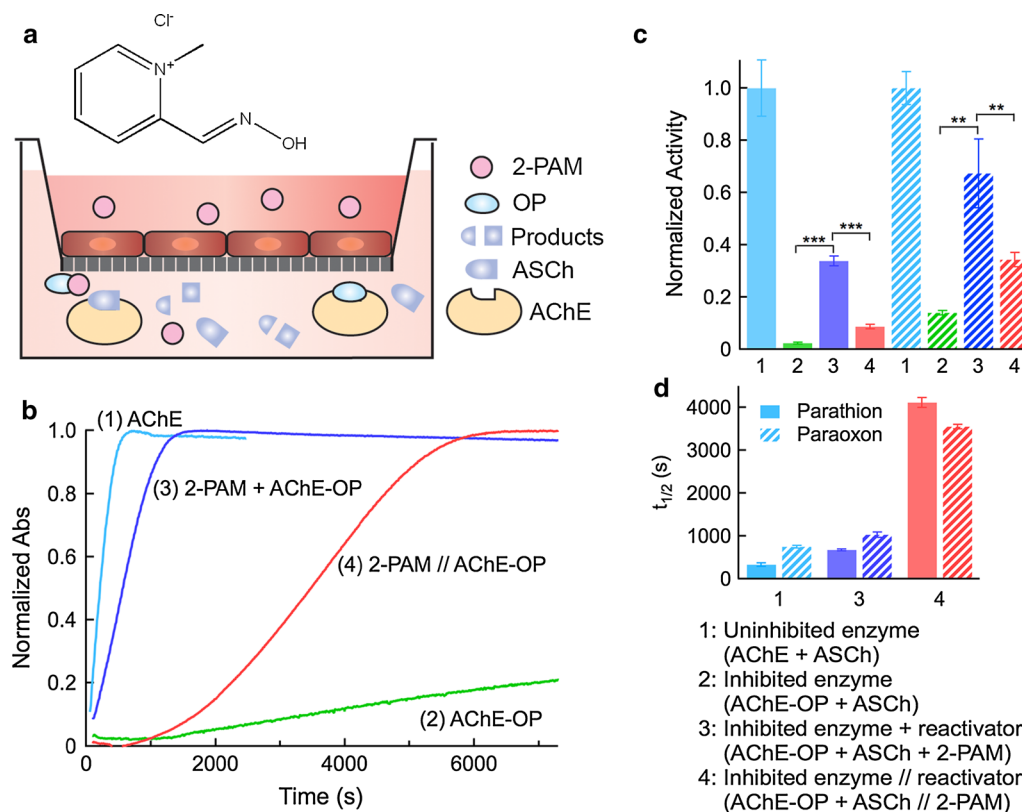 a
Cl-
N+
N
OH
2-PAM
OP
Products
ASCh
AChE
b
Normalized Abs
1.0
0.8
0.6
0.4
0.2
0
(1) AChE
(3) 2-PAM + AChE-OP
(4) 2-PAM // AChE-OP
(2) AChE-OP
0 2000 4000 6000
Time (s)
c
Normalized Activity
1.0
0.8
0.6
0.4
0.2
0
*** ***
** **
1 2 3 4 1 2 3 4
d
t1/2 (s)
4000
3000
2000
1000
0
Parathion
Paraoxon
1 3 4
1: Uninhibited enzyme
(AChE + ASCh)
2: Inhibited enzyme
(AChE-OP + ASCh)
3: Inhibited enzyme + reactivator
(AChE-OP + ASCh + 2-PAM)
4: Inhibited enzyme // reactivator
(AChE-OP + ASCh // 2-PAM)